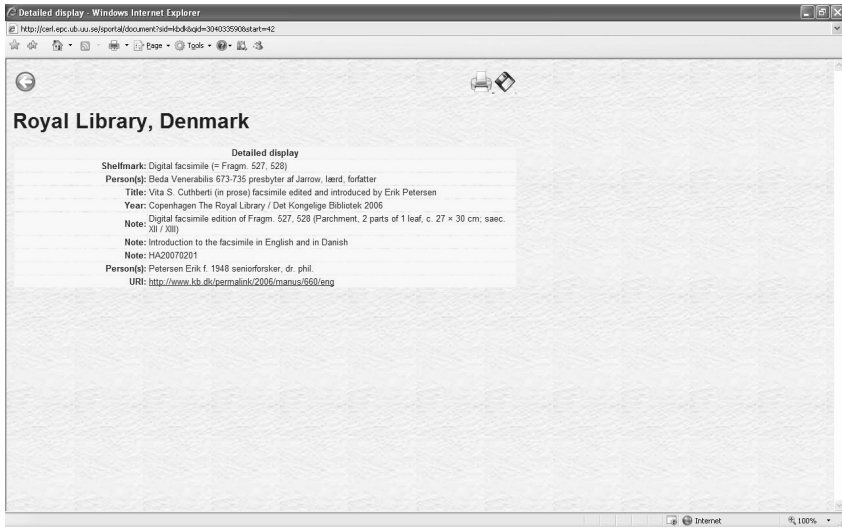 Detailed display - Windows Internet Explorer
http://cerl.epc.ub.uu.se/sportal/document?sid=kbdk&qid=304033590&start=42
Page Tools
Royal Library, Denmark
Detailed display
Shelfmark: Digital facsimile (= Fragm. 527, 528)
Person(s): Beda Venerabilis 673-735 presbyter af Jarrow, lærd, forfatter
Title: Vita S. Cuthberti (in prose) facsimile edited and introduced by Erik Petersen
Year: Copenhagen The Royal Library / Det Kongelige Bibliotek 2006
Note: Digital facsimile edition of Fragm. 527, 528 (Parchment, 2 parts of 1 leaf, c. 27 × 30 cm; saec.
XII / XIII)
Note: Introduction to the facsimile in English and in Danish
Note: HA20070201
Person(s): Petersen Erik f. 1948 seniorforsker, dr. phil.
URI: http://www.kb.dk/permalink/2006/manus/660/eng
Internet 100%